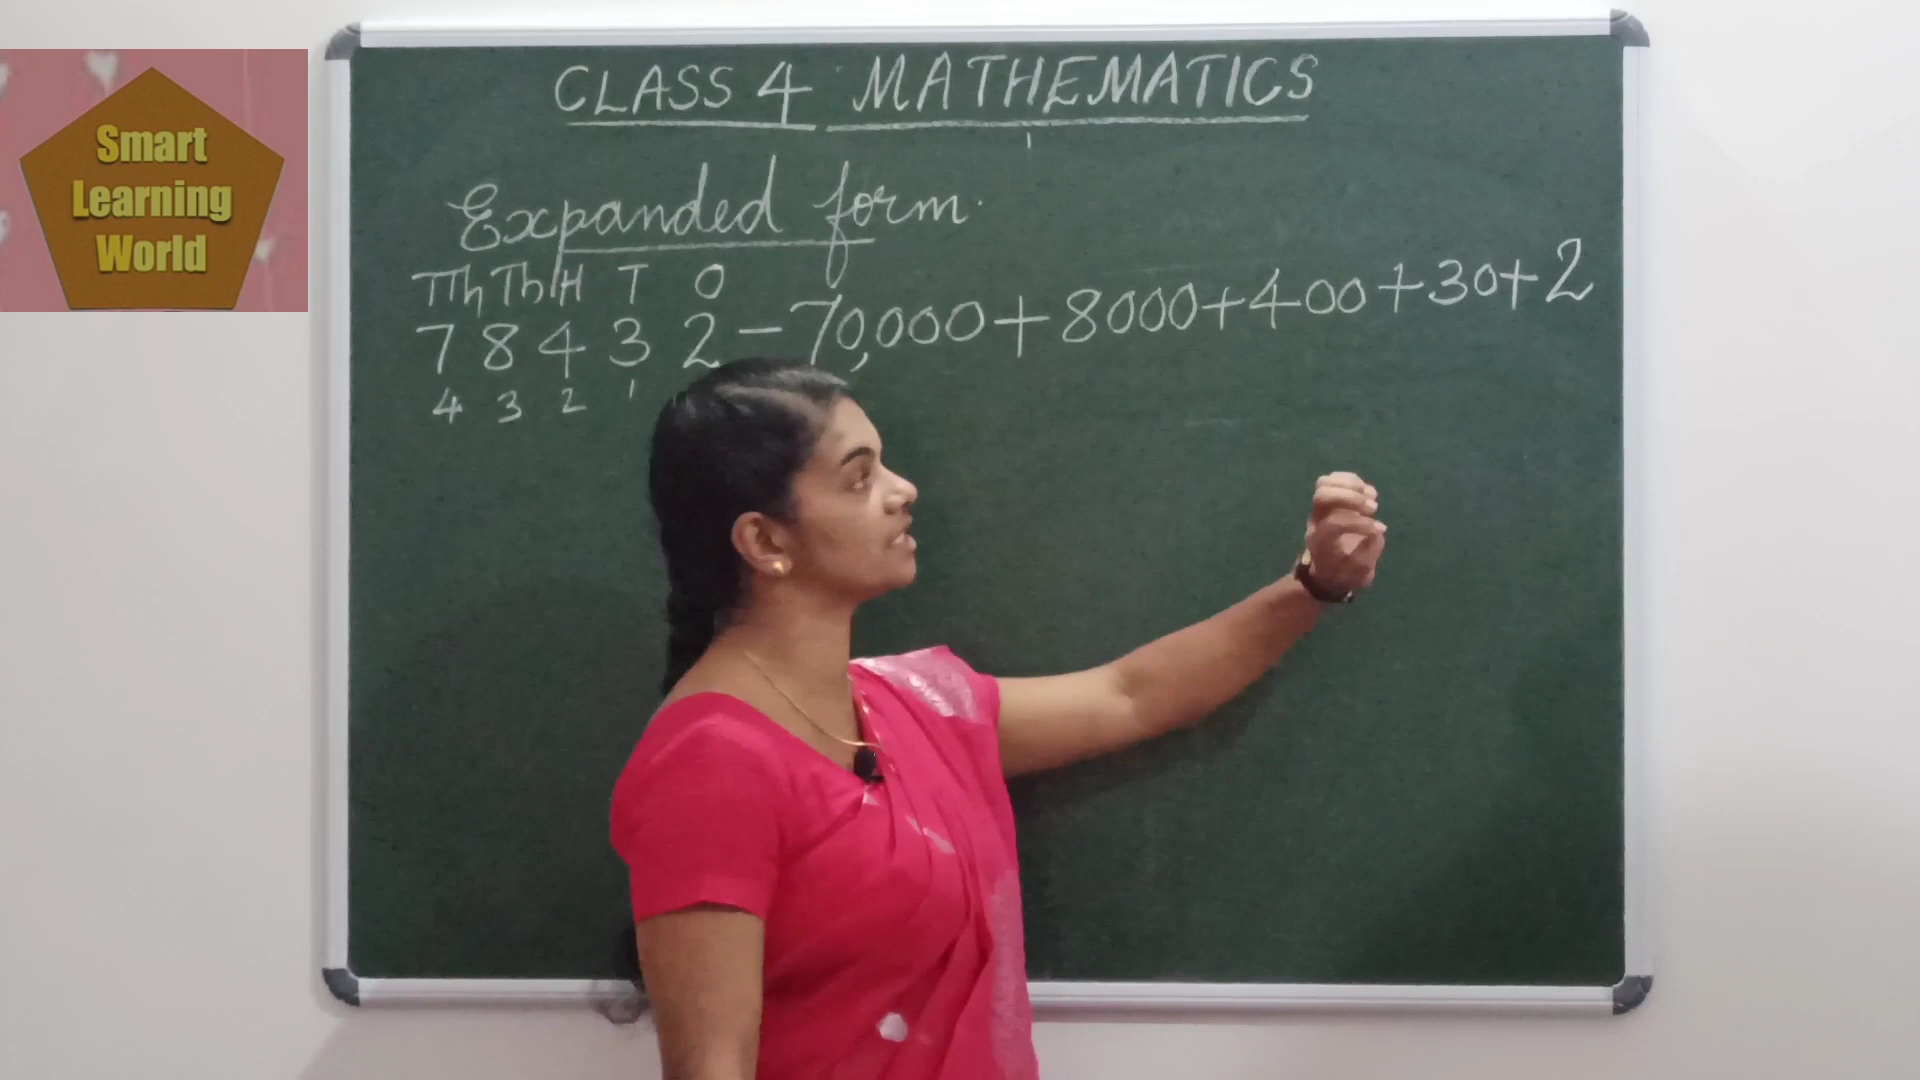 Smart
Learning
World
CLASS 4 MATHEMATICS
Expanded form.
TTh Th H T O
7 8 4 3 2 - 70,000 + 8000 + 400 + 30 + 2
4 3 2 1